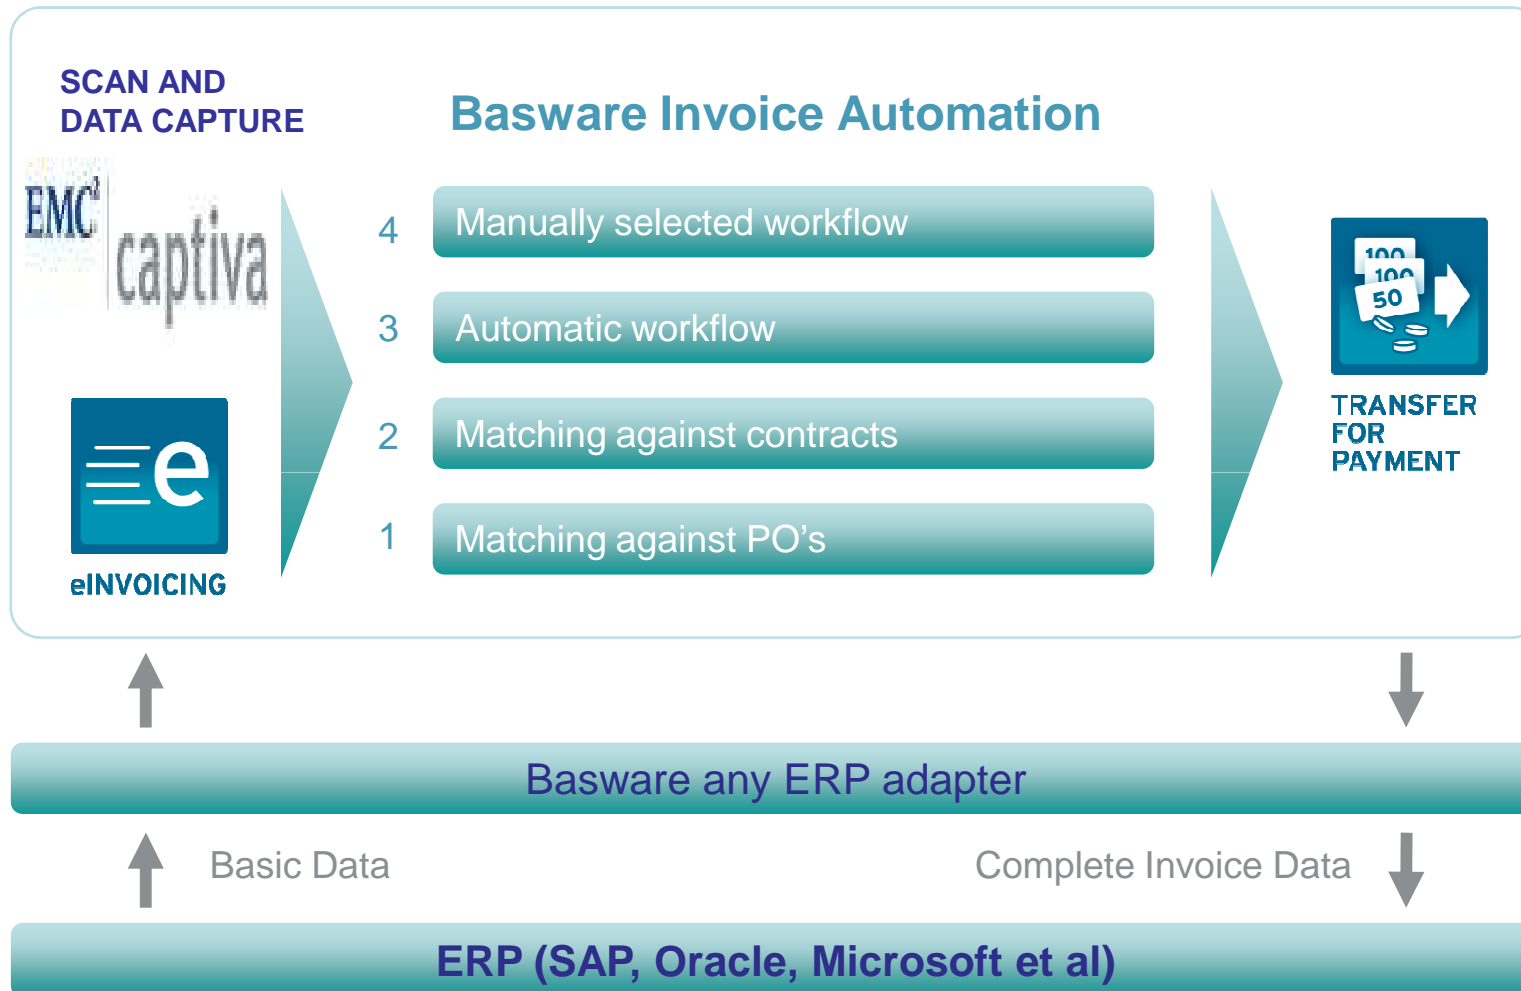 SCAN AND
DATA CAPTURE
Basware Invoice Automation
EMC²
captiva
4 Manually selected workflow
3 Automatic workflow
2 Matching against contracts
1 Matching against PO's
eINVOICING
100
100
50
TRANSFER
FOR
PAYMENT
Basware any ERP adapter
Basic Data
Complete Invoice Data
ERP (SAP, Oracle, Microsoft et al)